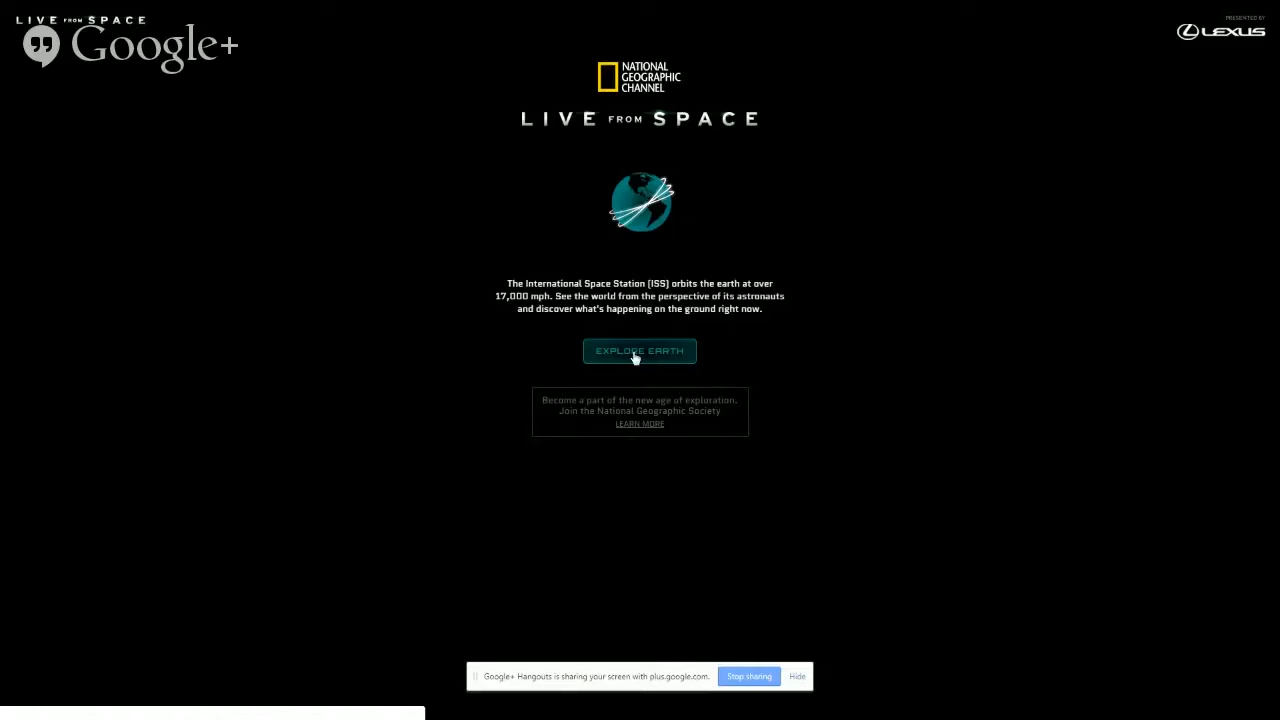 LIVE FROM SPACE
Google+
PRESENTED BY
LEXUS
NATIONAL
GEOGRAPHIC
CHANNEL
LIVE FROM SPACE
The International Space Station (ISS) orbits the earth at over
17,000 mph. See the world from the perspective of its astronauts
and discover what's happening on the ground right now.
EXPLORE EARTH
Become a part of the new age of exploration.
Join the National Geographic Society
LEARN MORE
Google+ Hangouts is sharing your screen with plus.google.com.
Stop sharing
Hide